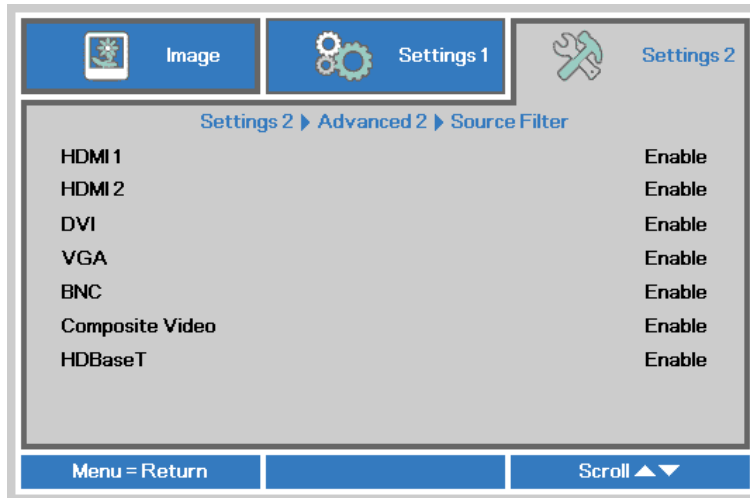 Image Settings 1 Settings 2
Settings 2 ▶ Advanced 2 ▶ Source Filter
HDMI 1 Enable
HDMI 2 Enable
DVI Enable
VGA Enable
BNC Enable
Composite Video Enable
HDBaseT Enable
Menu = Return Scroll ▲▼